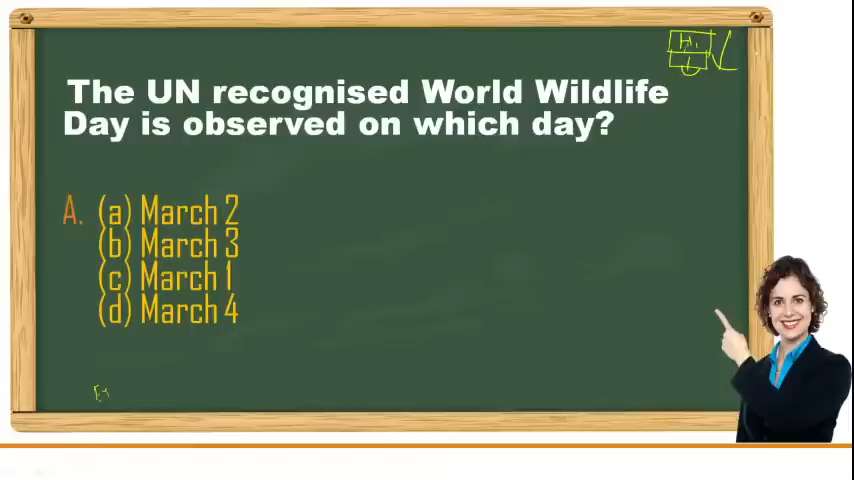 The UN recognised World Wildlife
Day is observed on which day?
A. (a) March 2
(b) March 3
(c) March 1
(d) March 4